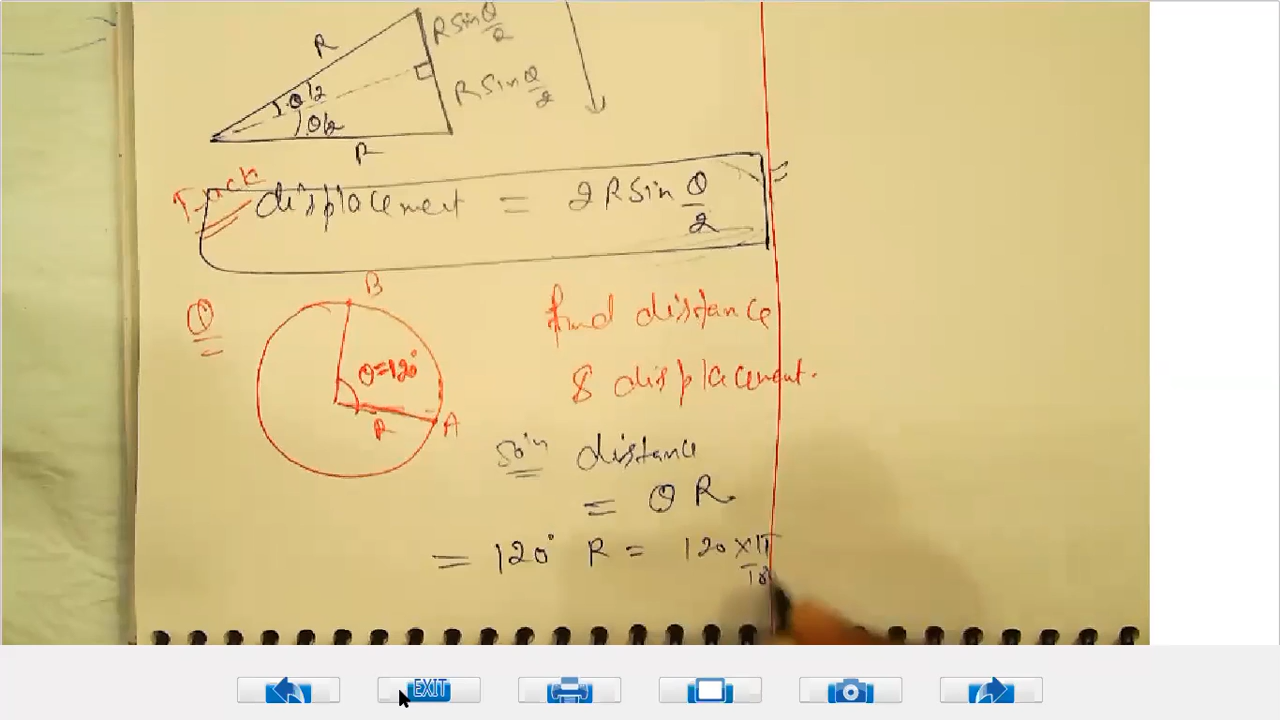 R
R sin θ/2
θ/2
θ/2
R sin θ/2
R
Trick
displacement = 2R sin θ/2
Q
B
θ=120°
R
A
find distance
& displacement.
Soln distance
= θ R
= 120° R = 120 × π/18
EXIT